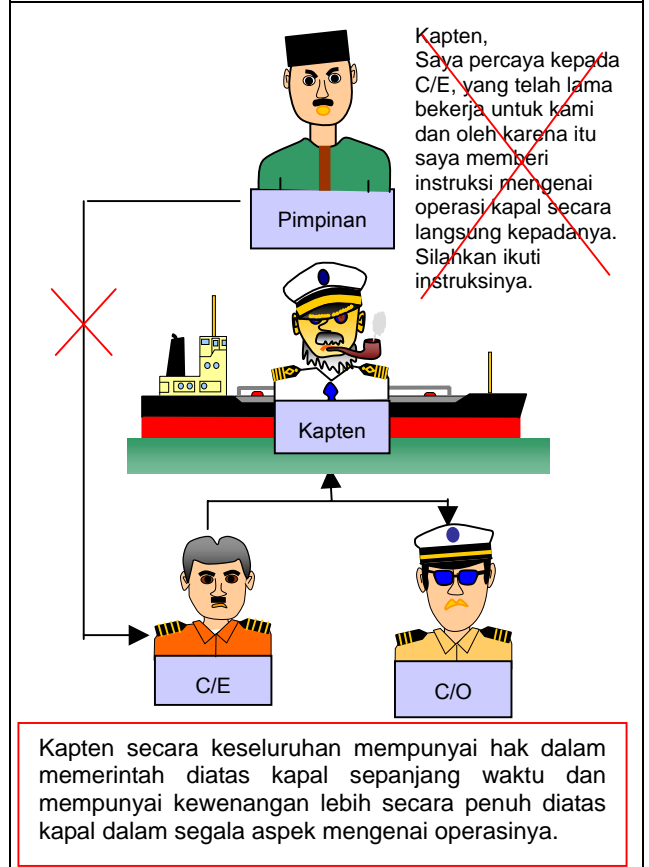 Kapten,
Saya percaya kepada
C/E, yang telah lama
bekerja untuk kami
dan oleh karena itu
saya memberi
instruksi mengenai
operasi kapal secara
langsung kepadanya.
Silahkan ikuti
instruksinya.
Pimpinan
Kapten
C/E
C/O
Kapten secara keseluruhan mempunyai hak dalam
memerintah diatas kapal sepanjang waktu dan
mempunyai kewenangan lebih secara penuh diatas
kapal dalam segala aspek mengenai operasinya.